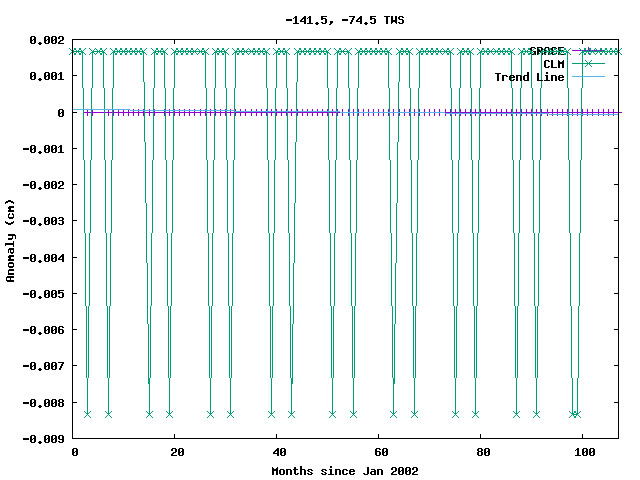 -141.5, -74.5 TWS
0.002
0.001
0
-0.001
-0.002
-0.003
-0.004
-0.005
-0.006
-0.007
-0.008
-0.009
Anomaly (cm)
GRACE
CLM
Trend Line
0 20 40 60 80 100
Months since Jan 2002